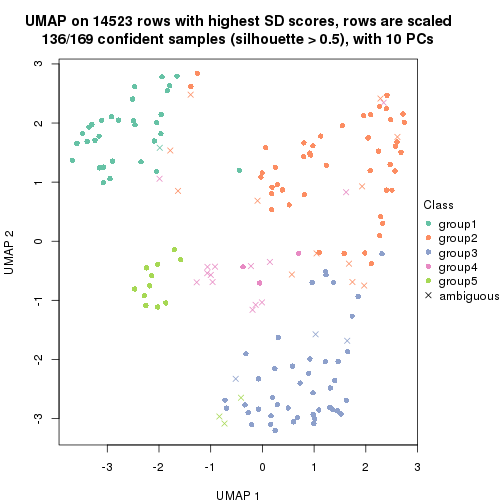 UMAP on 14523 rows with highest SD scores, rows are scaled
136/169 confident samples (silhouette > 0.5), with 10 PCs
3
2
1
0
-1
-2
-3
UMAP 2
-3
-2
-1
0
1
2
3
UMAP 1
Class
group1
group2
group3
group4
group5
ambiguous